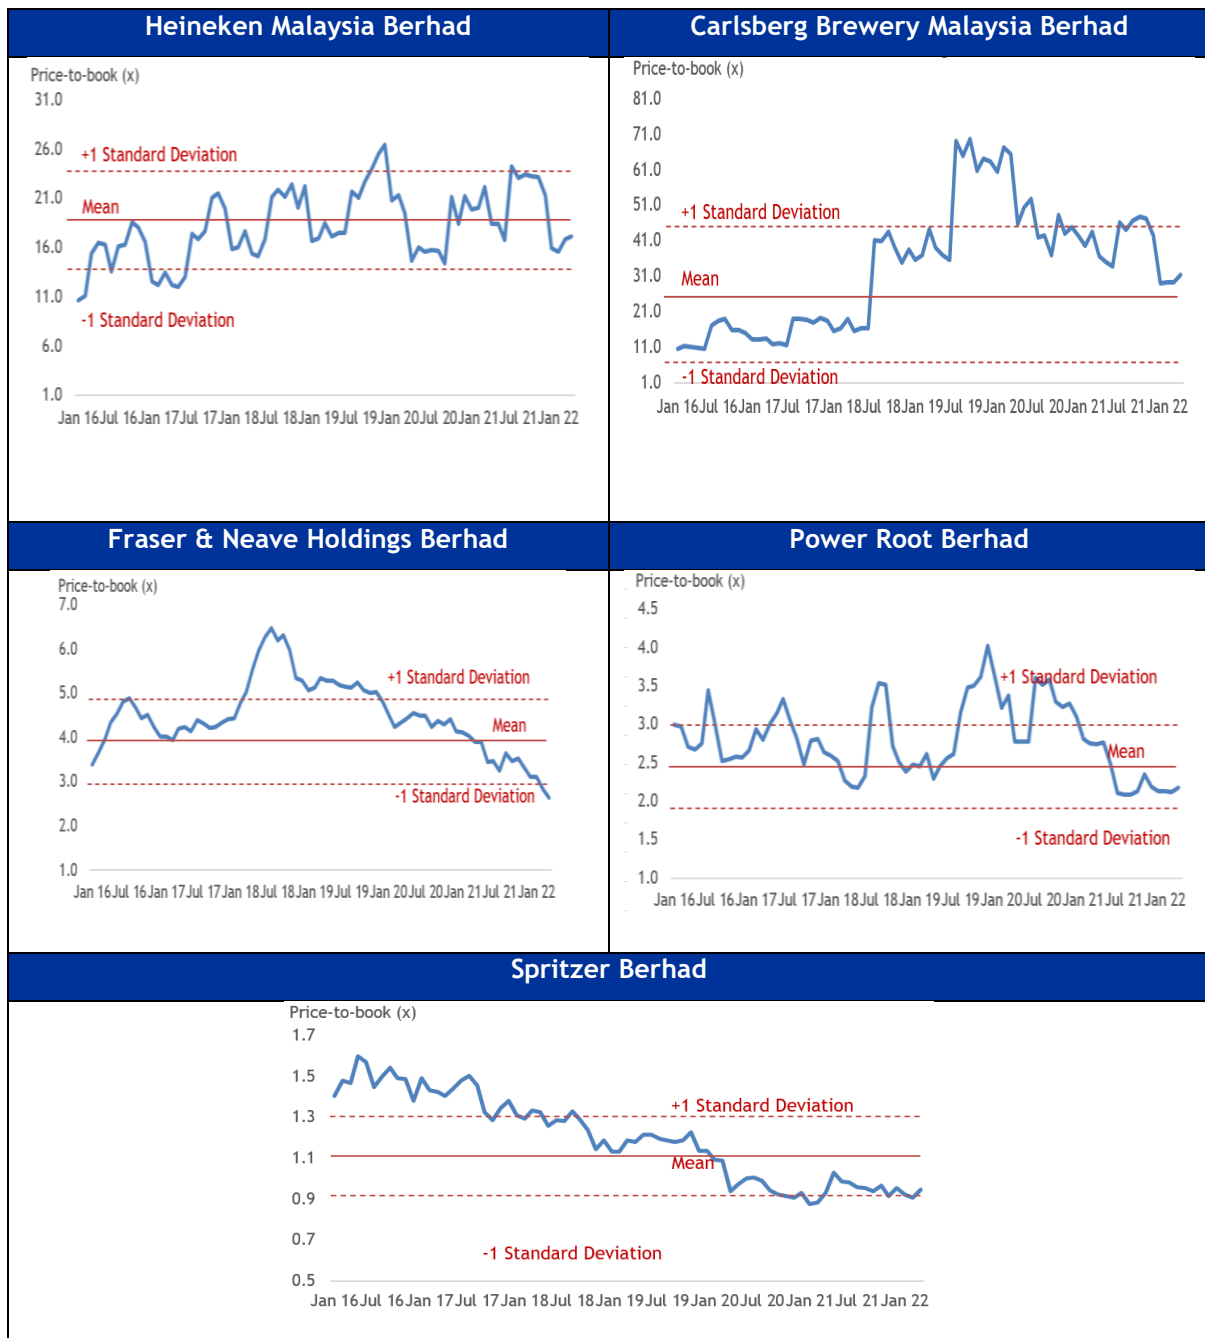 Heineken Malaysia Berhad
Price-to-book (x)
31.0
26.0
+1 Standard Deviation
21.0
Mean
16.0
11.0
-1 Standard Deviation
6.0
1.0
Jan 16Jul 16Jan 17Jul 17Jan 18Jul 18Jan 19Jul 19Jan 20Jul 20Jan 21Jul 21Jan 22
Carlsberg Brewery Malaysia Berhad
Price-to-book (x)
81.0
71.0
61.0
51.0
+1 Standard Deviation
41.0
31.0
Mean
21.0
11.0
1.0
-1 Standard Deviation
Jan 16Jul 16Jan 17Jul 17Jan 18Jul 18Jan 19Jul 19Jan 20Jul 20Jan 21Jul 21Jan 22
Fraser & Neave Holdings Berhad
Price-to-book (x)
7.0
6.0
+1 Standard Deviation
5.0
Mean
4.0
3.0
-1 Standard Deviation
2.0
1.0
Jan 16Jul 16Jan 17Jul 17Jan 18Jul 18Jan 19Jul 19Jan 20Jul 20Jan 21Jul 21Jan 22
Power Root Berhad
Price-to-book (x)
4.5
4.0
+1 Standard Deviation
3.5
3.0
Mean
2.5
2.0
1.5
-1 Standard Deviation
1.0
Jan 16Jul 16Jan 17Jul 17Jan 18Jul 18Jan 19Jul 19Jan 20Jul 20Jan 21Jul 21Jan 22
Spritzer Berhad
Price-to-book (x)
1.7
1.5
1.3
+1 Standard Deviation
1.1
Mean
0.9
0.7
-1 Standard Deviation
0.5
Jan 16Jul 16Jan 17Jul 17Jan 18Jul 18Jan 19Jul 19Jan 20Jul 20Jan 21Jul 21Jan 22